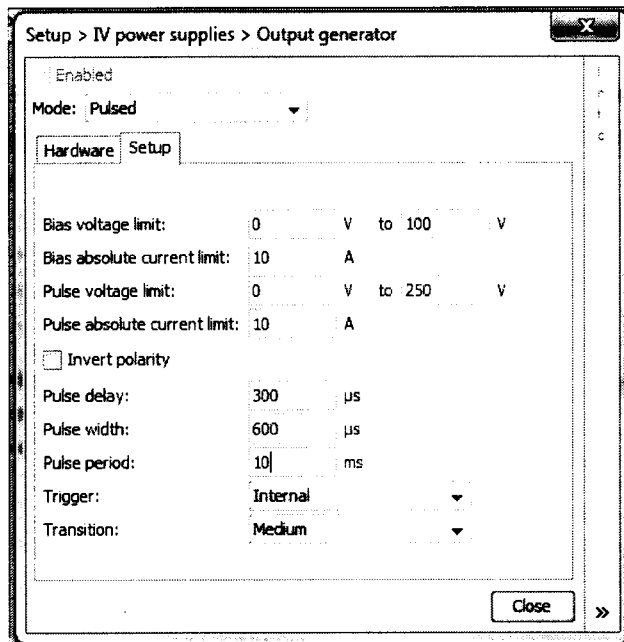 Setup > IV power supplies > Output generator
x
Enabled
Mode: Pulsed
Hardware Setup
Bias voltage limit: 0 V to 100 V
Bias absolute current limit: 10 A
Pulse voltage limit: 0 V to 250 V
Pulse absolute current limit: 10 A
Invert polarity
Pulse delay: 300 µs
Pulse width: 600 µs
Pulse period: 10 ms
Trigger: Internal
Transition: Medium
Close »